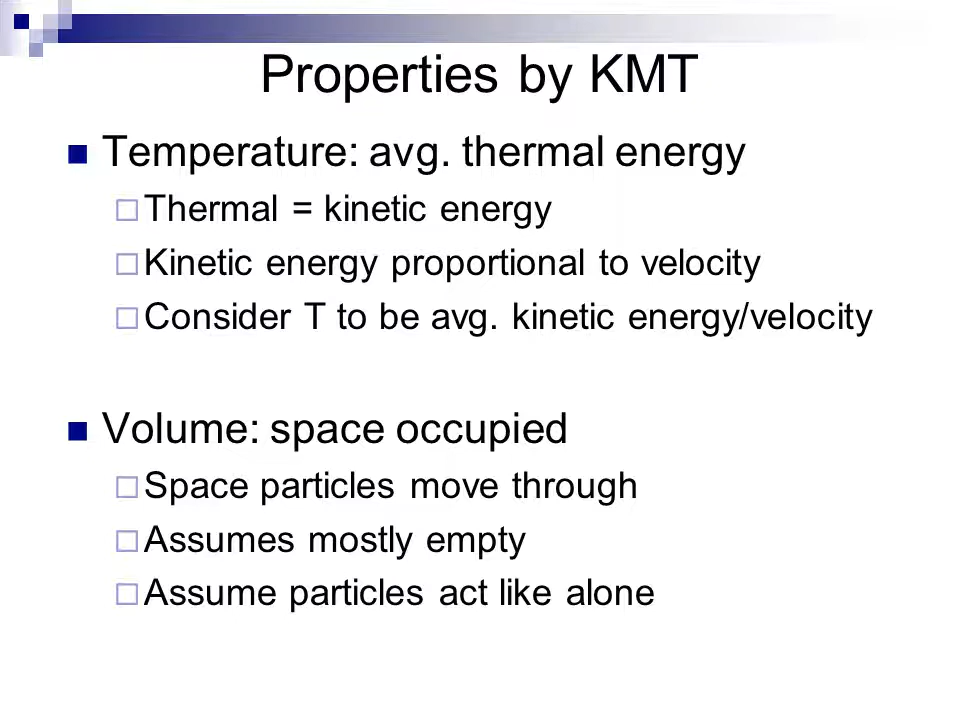 Properties by KMT
Temperature: avg. thermal energy
Thermal = kinetic energy
Kinetic energy proportional to velocity
Consider T to be avg. kinetic energy/velocity
Volume: space occupied
Space particles move through
Assumes mostly empty
Assume particles act like alone